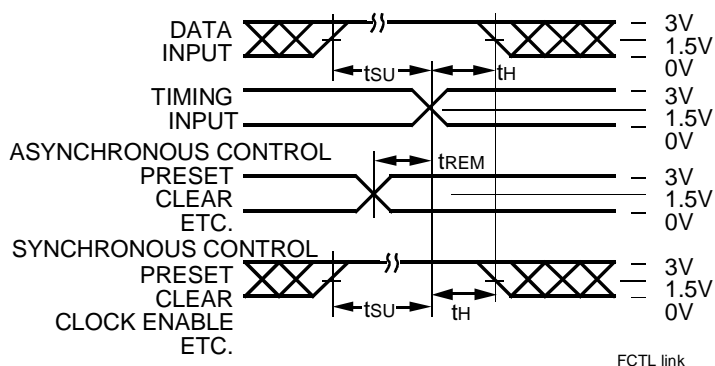 DATA
INPUT
3V
1.5V
0V
tSU
tH
TIMING
INPUT
3V
1.5V
0V
ASYNCHRONOUS CONTROL
tREM
PRESET
CLEAR
ETC.
3V
1.5V
0V
SYNCHRONOUS CONTROL
PRESET
CLEAR
CLOCK ENABLE
ETC.
3V
1.5V
0V
tSU
tH
FCTL link